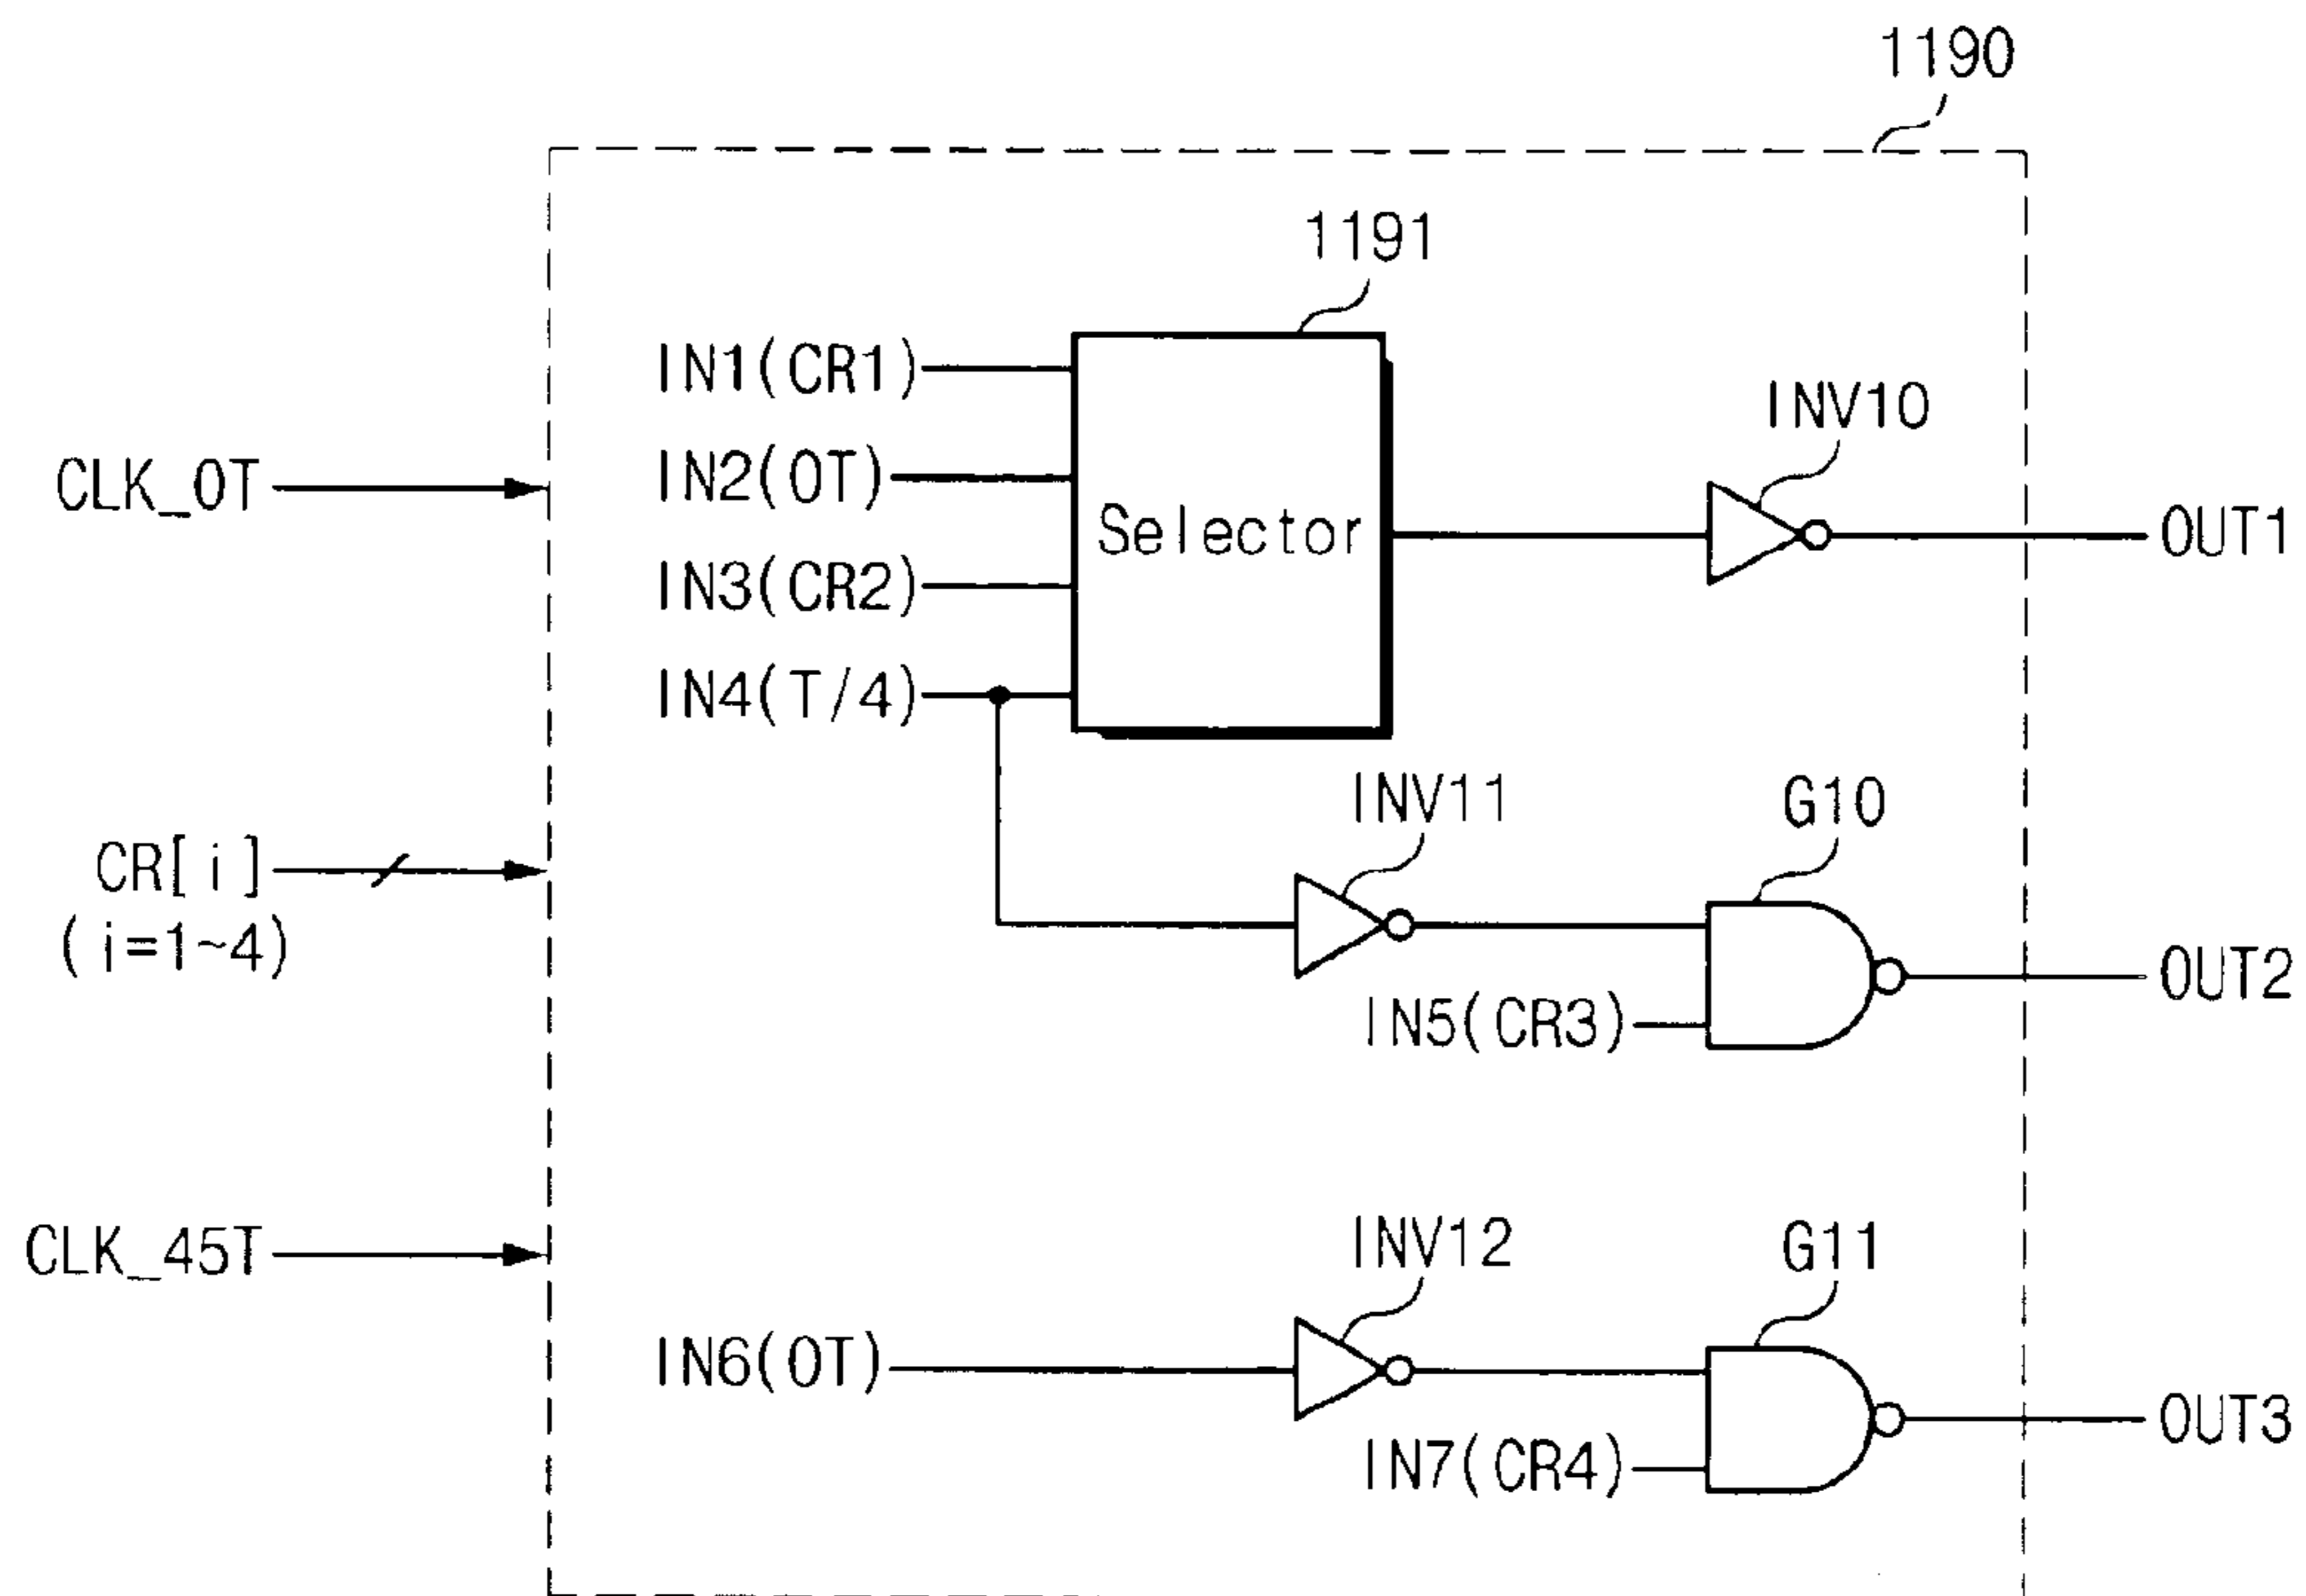 1190
1191
IN1(CR1)
IN2(0T)
IN3(CR2)
IN4(T/4)
Selector
INV10
OUT1
CLK_0T
CR[i]
(i=1~4)
CLK_45T
INV11
G10
IN5(CR3)
OUT2
INV12
G11
IN6(0T)
IN7(CR4)
OUT3